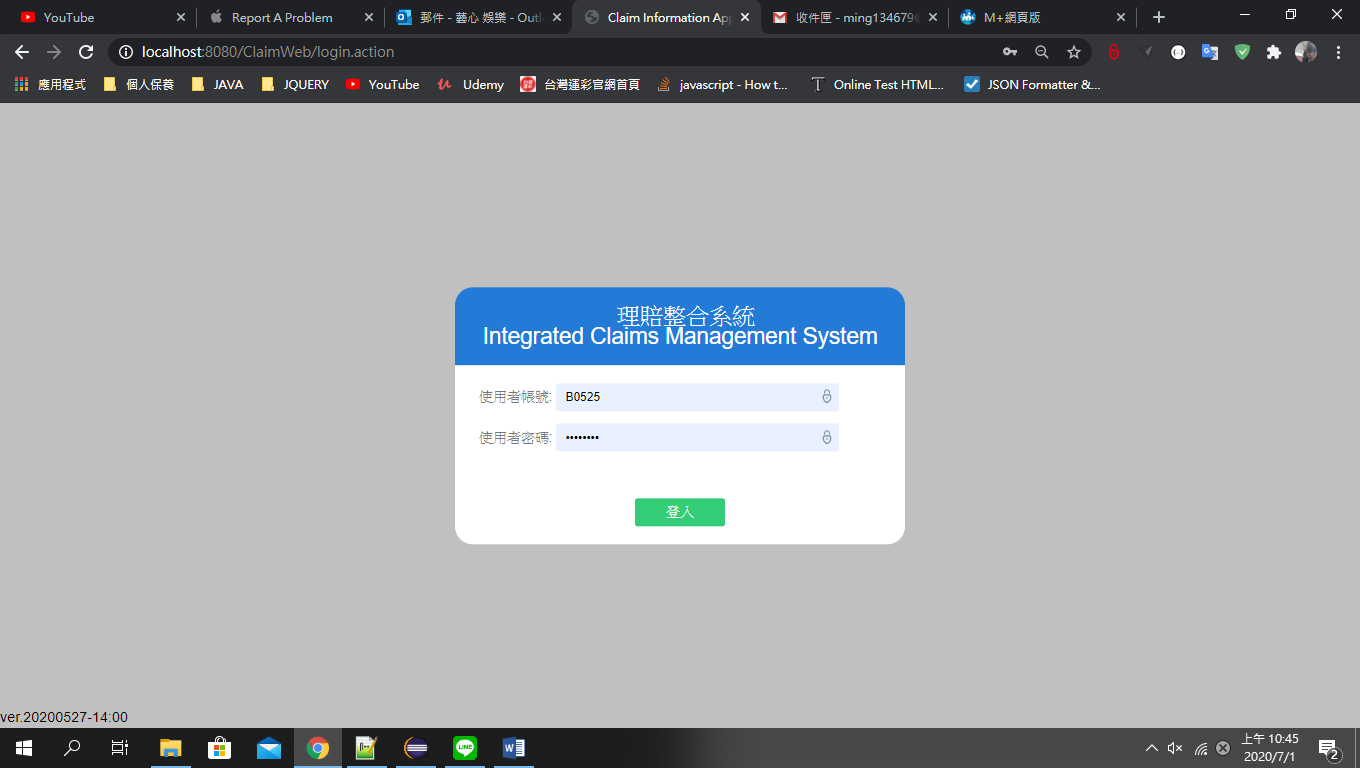 YouTube
Report A Problem
郵件 - 藝心 娛樂 - Outl
Claim Information App
收件匣 - ming134679
M+網頁版
localhost:8080/ClaimWeb/login.action
應用程式
個人保養
JAVA
JQUERY
YouTube
Udemy
台灣運彩官網首頁
javascript - How t...
Online Test HTML...
JSON Formatter &...
理賠整合系統
Integrated Claims Management System
使用者帳號: B0525
使用者密碼: ••••••••
登入
ver.20200527-14:00
上午 10:45
2020/7/1
2